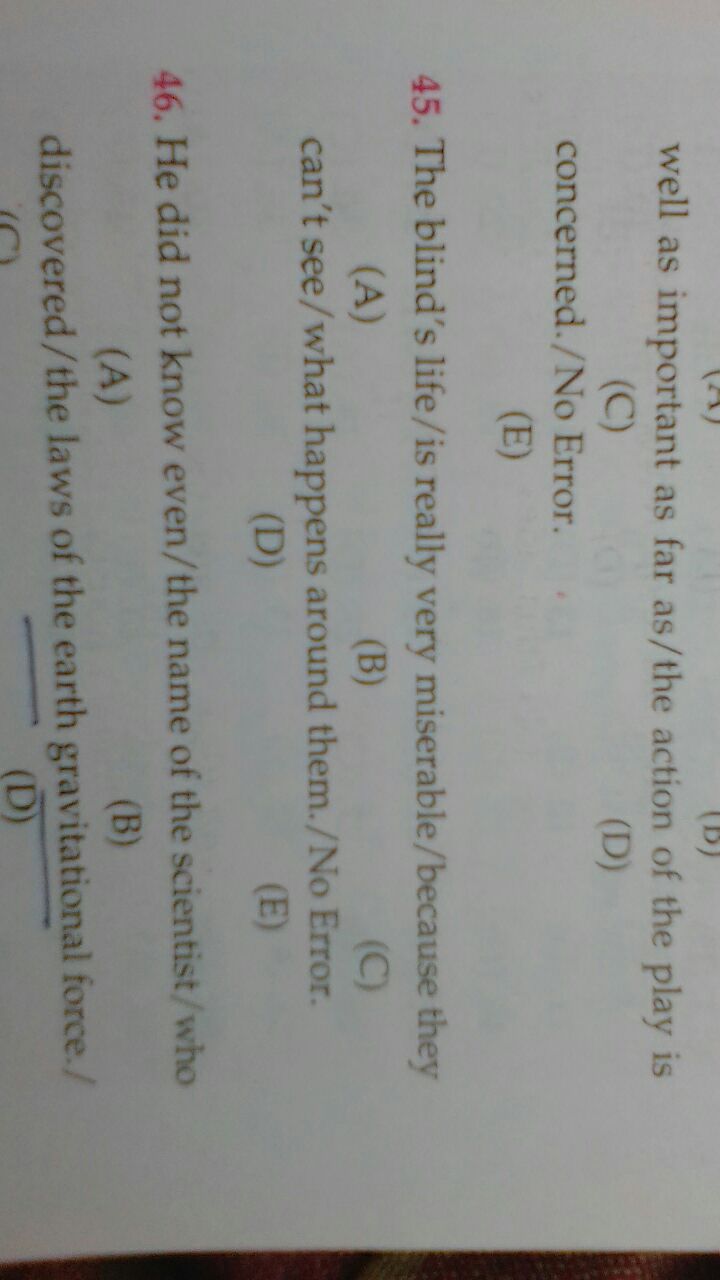 (A) (B)
well as important as far as/the action of the play is
(C) (D)
concerned./No Error.
(E)
45. The blind's life/is really very miserable/because they
(A) (B) (C)
can't see/what happens around them./No Error.
(D) (E)
46. He did not know even/the name of the scientist/who
(A) (B)
discovered/the laws of the earth gravitational force./
(C) (D)